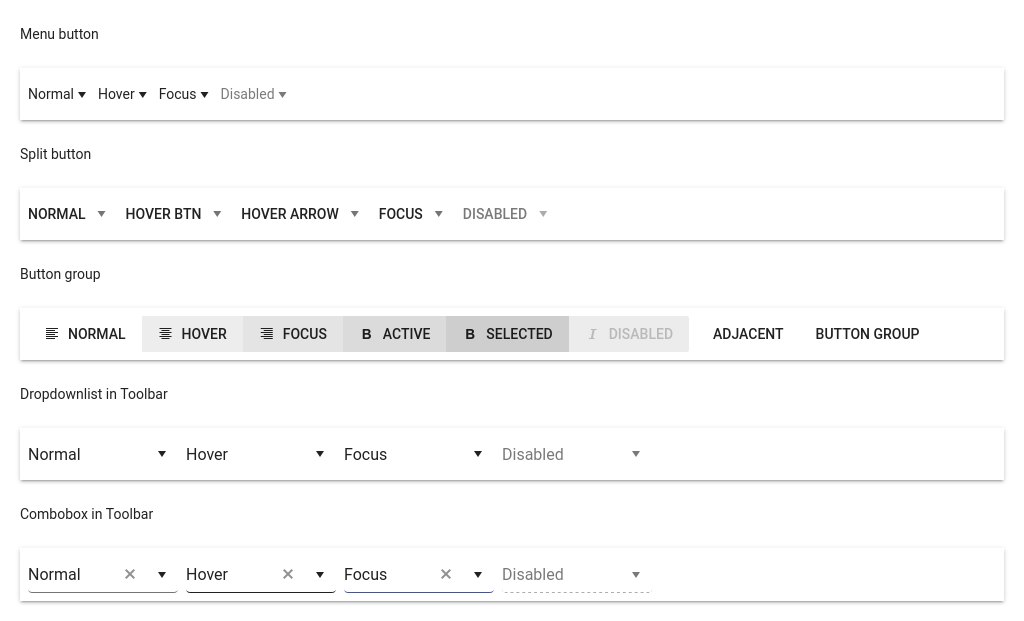 Menu button
Normal Hover Focus Disabled
Split button
NORMAL HOVER BTN HOVER ARROW FOCUS DISABLED
Button group
NORMAL HOVER FOCUS B ACTIVE B SELECTED I DISABLED ADJACENT BUTTON GROUP
Dropdownlist in Toolbar
Normal Hover Focus Disabled
Combobox in Toolbar
Normal Hover Focus Disabled